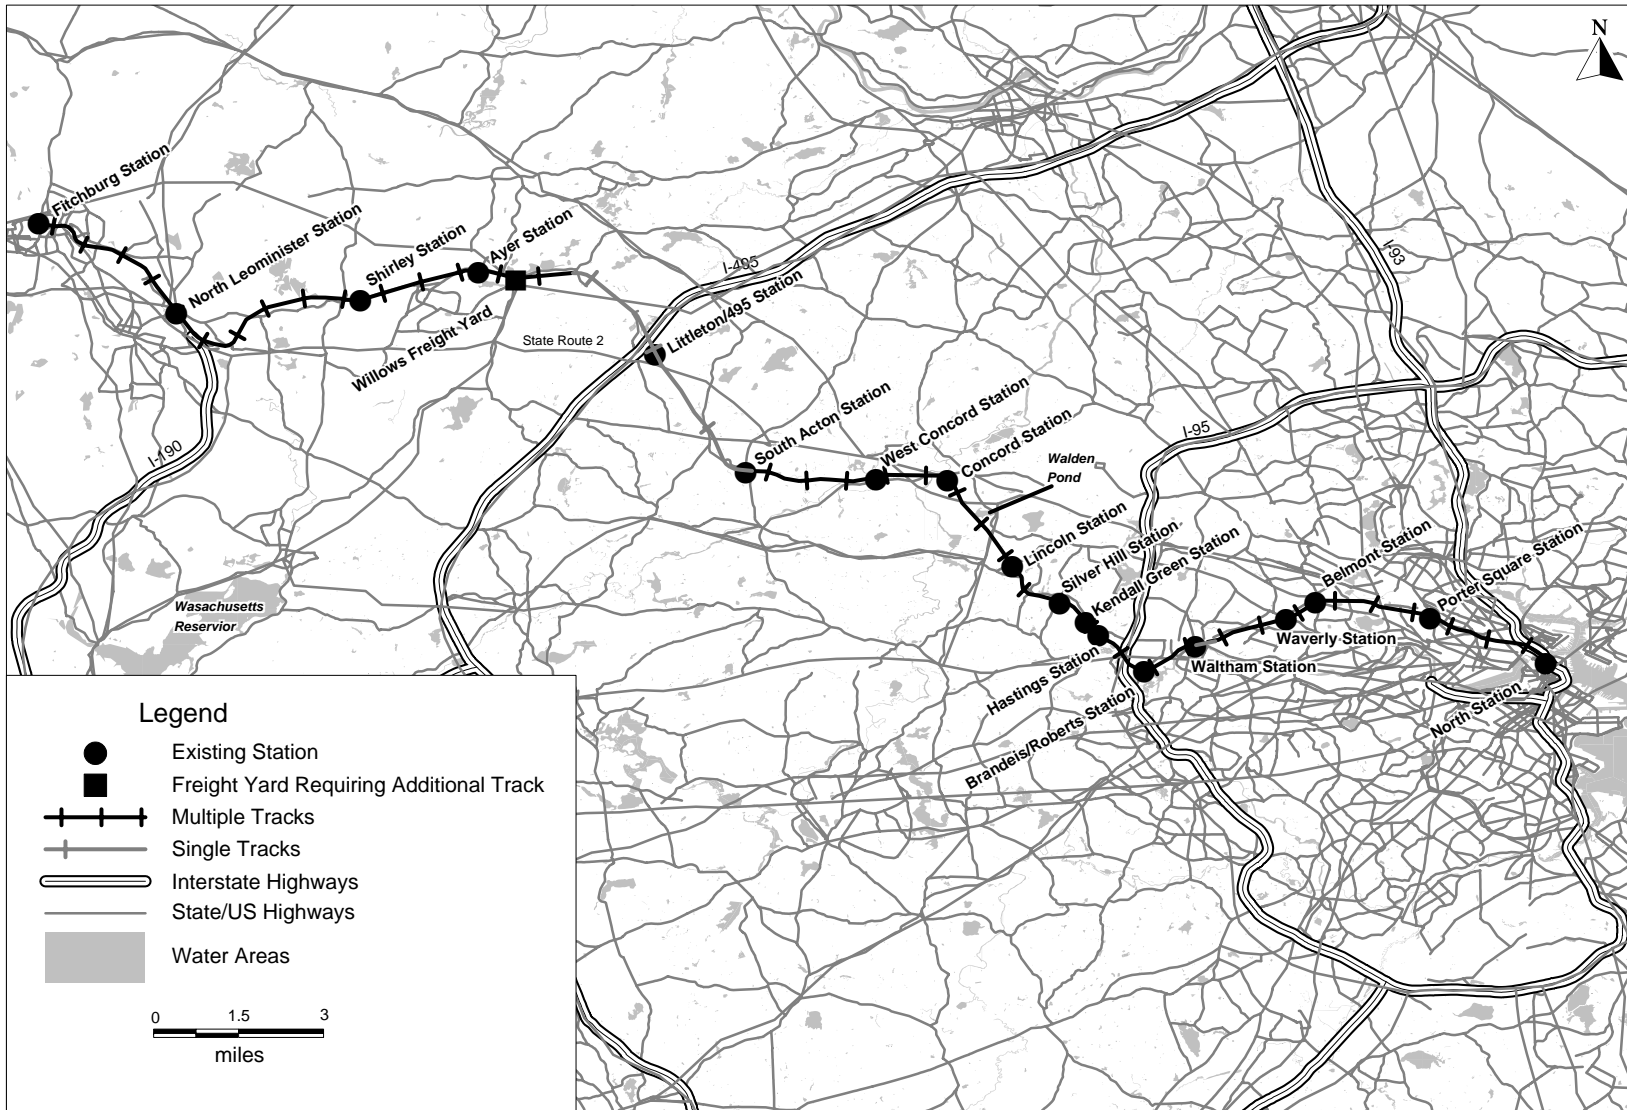 N
Fitchburg Station
North Leominister Station
Shirley Station
Ayer Station
Willows Freight Yard
State Route 2
I-495
Littleton/495 Station
I-93
I-190
South Acton Station
West Concord Station
Concord Station
I-95
Walden
Pond
Lincoln Station
Silver Hill Station
Kendall Green Station
Belmont Station
Porter Square Station
Wasachusetts
Reservior
Waverly Station
Waltham Station
Hastings Station
Brandeis/Roberts Station
North Station
Legend
Existing Station
Freight Yard Requiring Additional Track
Multiple Tracks
Single Tracks
Interstate Highways
State/US Highways
Water Areas
0 1.5 3
miles